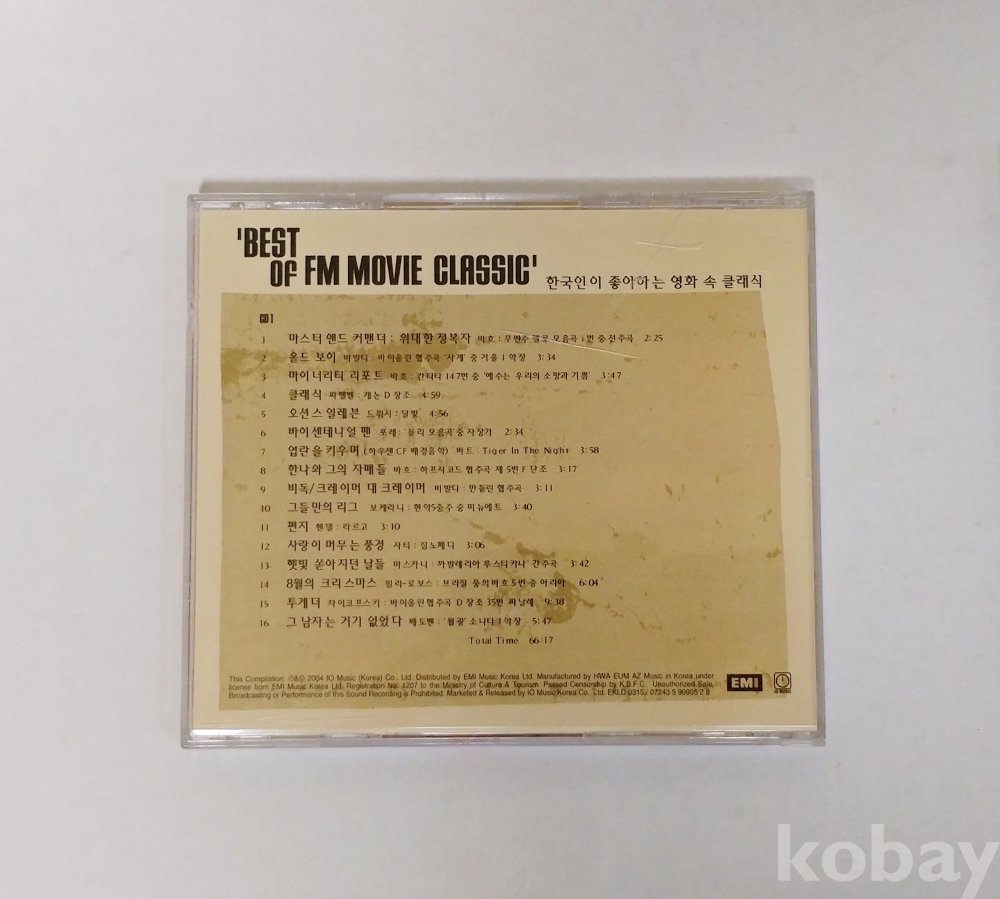 'BEST
OF FM MOVIE CLASSIC' 한국인이 좋아하는 영화 속 클래식
CD 1
1 마스터 앤드 커맨더 : 위대한 정복자 바흐 : 무반주 첼로 모음곡 1번 중 전주곡 2:25
2 올드 보이 비발디 : 바이올린 협주곡 '사계' 중 겨울 1 악장 3:34
3 마이너리티 리포트 바흐 : 칸타타 147번 중 '예수는 우리의 소망과 기쁨' 3:47
4 클래식 파헬벨 : 캐논 D 장조 4:59
5 오션스 일레븐 드뷔시 : 달빛 4:56
6 바이센테니얼 맨 포레 : '돌리 모음곡' 중 자장가 2:34
7 엽란을 키우며 (하우젠 CF 배경음악) 바트 : Tiger In The Night 3:58
8 한나와 그의 자매들 바흐 : 하프시코드 협주곡 제 5번 F 단조 3:17
9 비독/크레이머 대 크레이머 비발디 : 만돌린 협주곡 3:11
10 그들만의 리그 보케리니 : 현악5중주 중 미뉴에트 3:40
11 편지 헨델 : 라르고 3:10
12 사랑이 머무는 풍경 사티 : 짐노페디 3:06
13 햇빛 쏟아지던 날들 마스카니 : '까발레리아 루스티카나' 간주곡 3:42
14 8월의 크리스마스 빌라-로보스 : 브라질 풍의 바흐 5번 중 아리아 6:04
15 투게더 차이코프스키 : 바이올린 협주곡 D 장조 35번 피날레 9:38
16 그 남자는 거기 없었다 베토벤 : '월광' 소나타 1 악장 5:47
Total Time 66:17
This Compilation: ℗&© 2004 IO Music (Korea) Co., Ltd. Distributed by EMI Music Korea Ltd. Manufactured by HWA EUM AZ Music in Korea under
license from EMI Music Korea Ltd. Registration No. 1207 to the Ministry of Culture & Tourism. Passed Censorship by K.B.F.C. Unauthorized Sale,
Broadcasting or Performance of this Sound Recording is Prohibited. Marketed & Released by IO Music Korea Co., Ltd. EKLD 0315 / 07243 5 90905 2 8
EMI
IO MUSIC
kobay